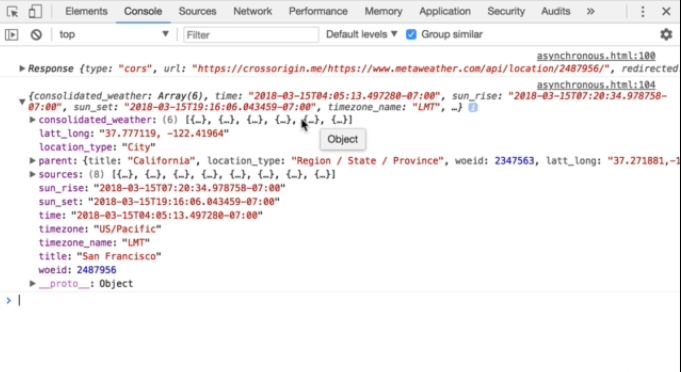 Elements Console Sources Network Performance Memory Application Security Audits »
top Filter Default levels Group similar
asynchronous.html:100
Response {type: "cors", url: "https://crossorigin.me/https://www.metaweather.com/api/location/2487956/", redirected
asynchronous.html:104
{consolidated_weather: Array(6), time: "2018-03-15T04:05:13.497280-07:00", sun_rise: "2018-03-15T07:20:34.978758-
07:00", sun_set: "2018-03-15T19:16:06.043459-07:00", timezone_name: "LMT", …}
consolidated_weather: (6) [{…}, {…}, {…}, {…}, {…}, {…}]
latt_long: "37.777119, -122.41964"
Object
location_type: "City"
parent: {title: "California", location_type: "Region / State / Province", woeid: 2347563, latt_long: "37.271881,-1
sources: (8) [{…}, {…}, {…}, {…}, {…}, {…}, {…}, {…}]
sun_rise: "2018-03-15T07:20:34.978758-07:00"
sun_set: "2018-03-15T19:16:06.043459-07:00"
time: "2018-03-15T04:05:13.497280-07:00"
timezone: "US/Pacific"
timezone_name: "LMT"
title: "San Francisco"
woeid: 2487956
__proto__: Object